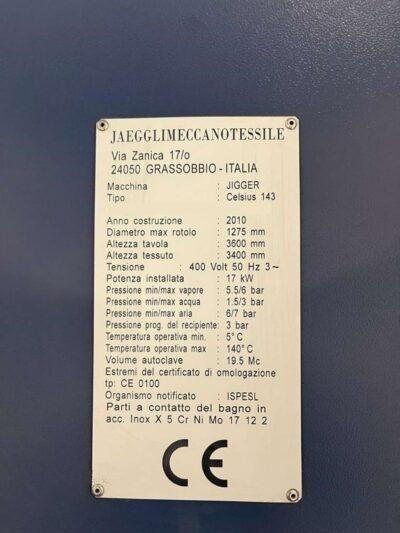 JAEGGLIMECCANOTESSILE
Via Zanica 17/o
24050 GRASSOBBIO - ITALIA
Macchina : JIGGER
Tipo : Celsius 143
Anno costruzione : 2010
Diametro max rotolo : 1275 mm
Altezza tavola : 3600 mm
Altezza tessuto : 3400 mm
Tensione : 400 Volt 50 Hz 3~
Potenza installata : 17 kW
Pressione min/max vapore : 5.5/6 bar
Pressione min/max acqua : 1.5/3 bar
Pressione min/max aria : 6/7 bar
Pressione prog. del recipiente: 3 bar
Temperatura operativa min. : 5° C
Temperatura operativa max : 140° C
Volume autoclave : 19.5 Mc
Estremi del certificato di omologazione
tp: CE 0100
Organismo notificato : ISPESL
Parti a contatto del bagno in
acc. Inox X 5 Cr Ni Mo 17 12 2
CE